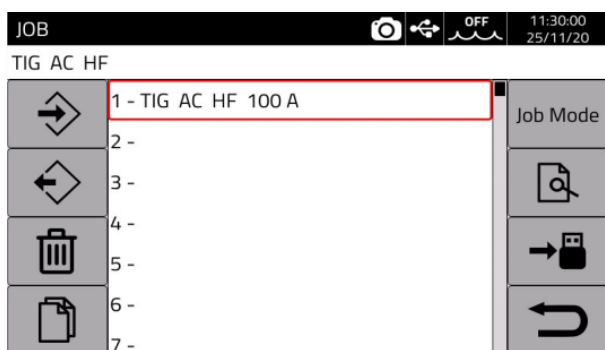 JOB
OFF
11:30:00
25/11/20
TIG AC HF
1 - TIG AC HF 100 A
2 -
3 -
4 -
5 -
6 -
7 -
Job Mode